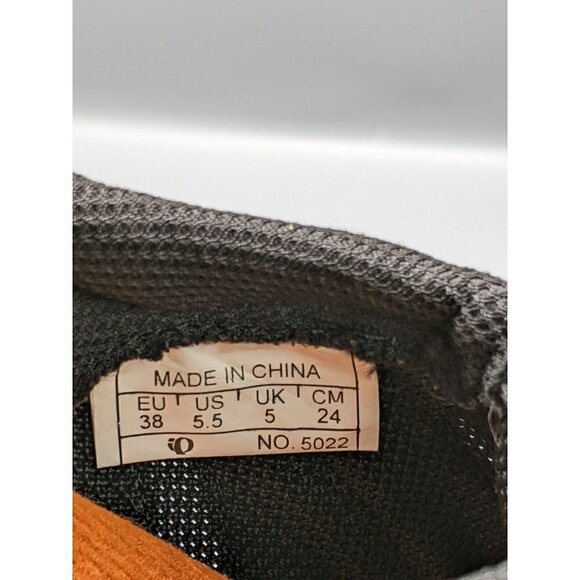 MADE IN CHINA
EU US UK CM
38 5.5 5 24
NO. 5022